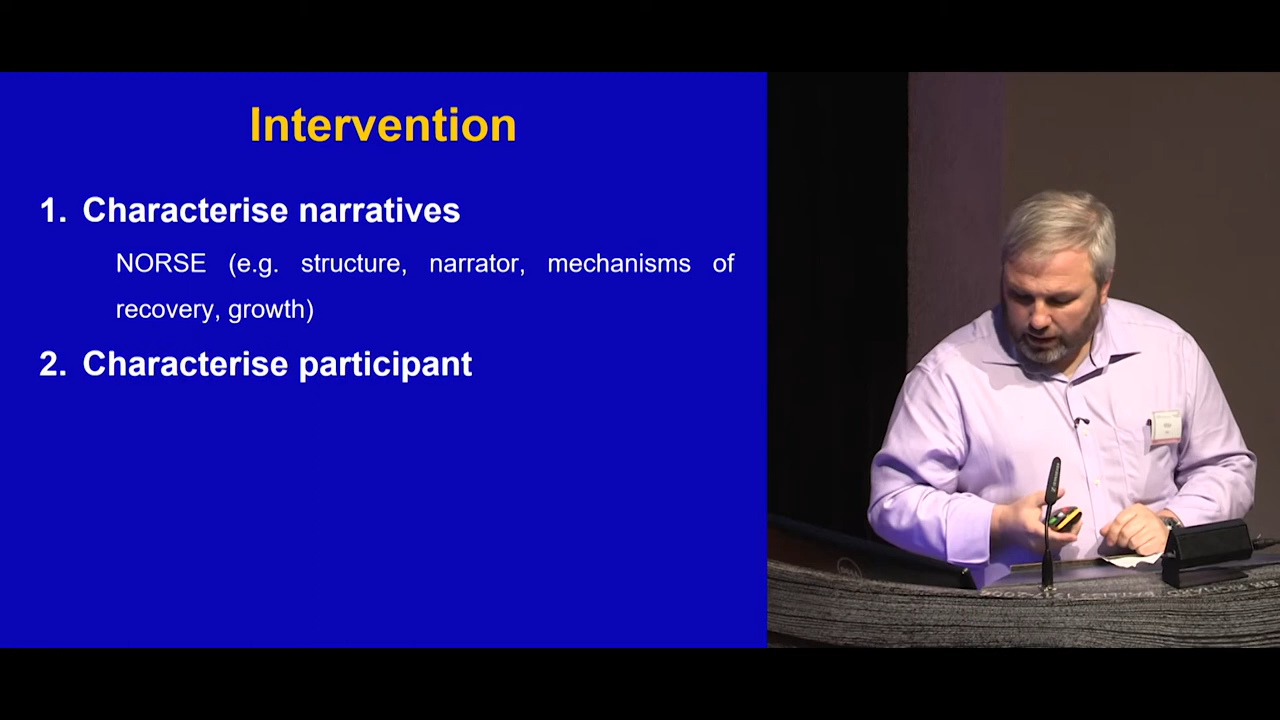 Intervention
1. Characterise narratives
NORSE (e.g. structure, narrator, mechanisms of
recovery, growth)
2. Characterise participant